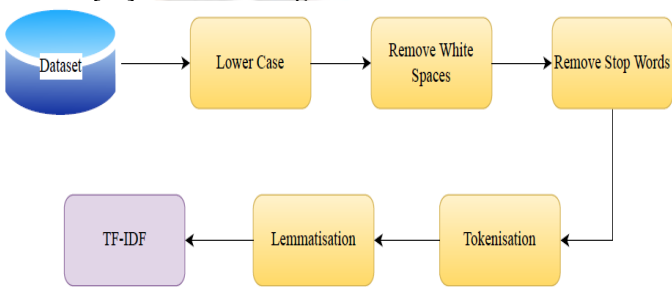 Dataset
Lower Case
Remove White
Spaces
Remove Stop Words
Tokenisation
Lemmatisation
TF-IDF